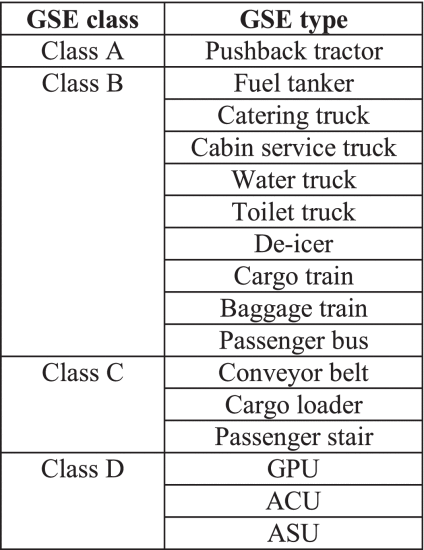 GSE class GSE type
Class A Pushback tractor
Class B Fuel tanker
Catering truck
Cabin service truck
Water truck
Toilet truck
De-icer
Cargo train
Baggage train
Passenger bus
Class C Conveyor belt
Cargo loader
Passenger stair
Class D GPU
ACU
ASU